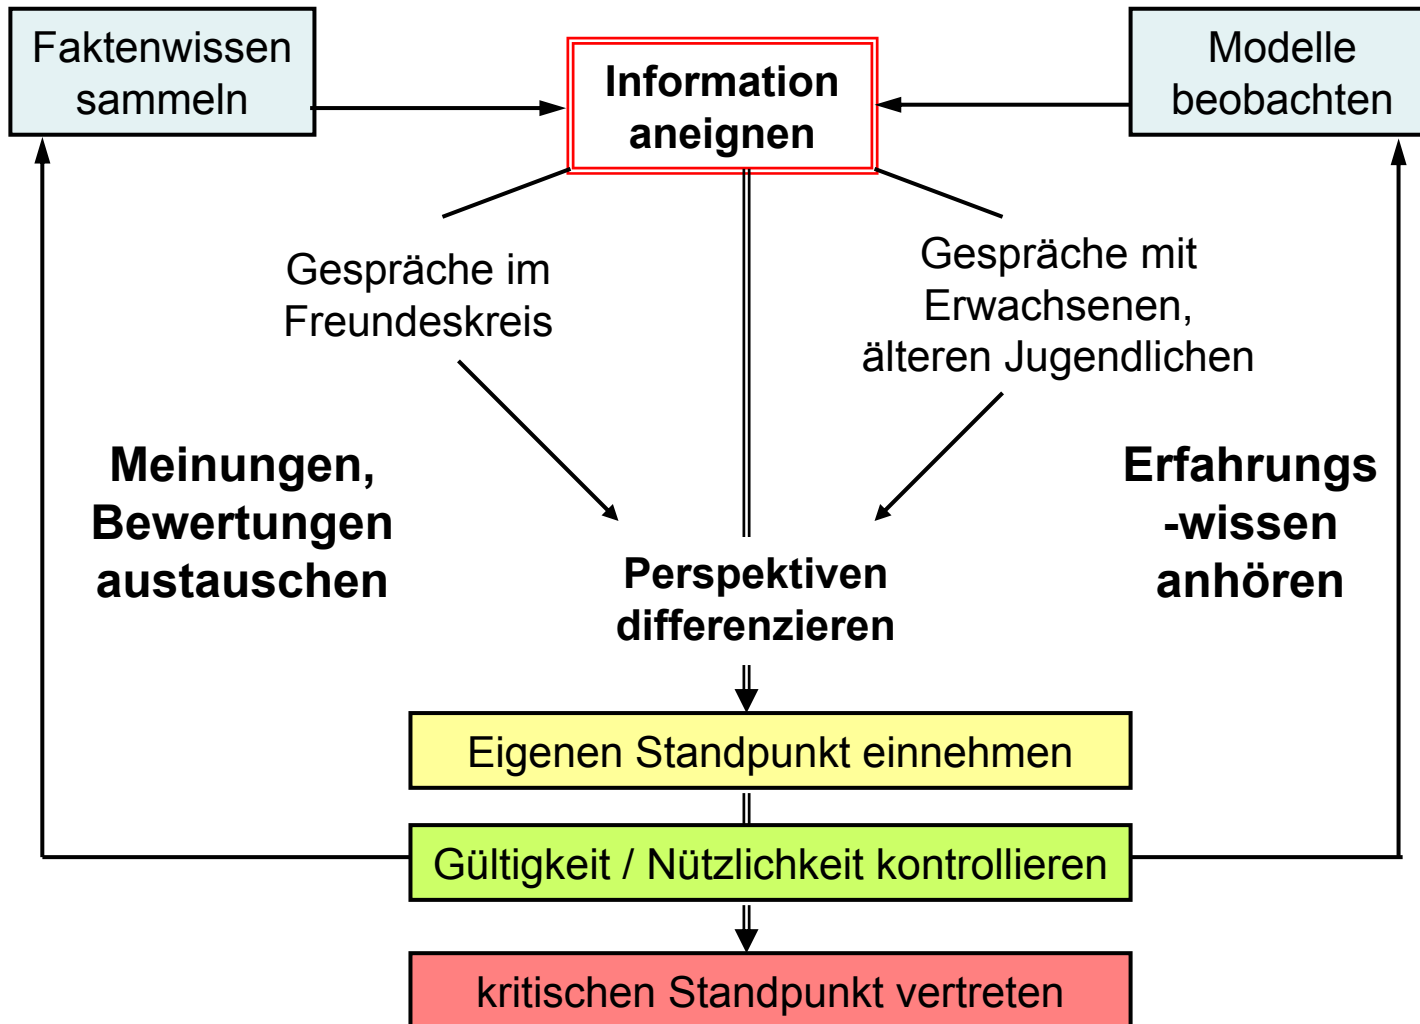 Faktenwissen
sammeln
Information
aneignen
Modelle
beobachten
Gespräche im
Freundeskreis
Gespräche mit
Erwachsenen,
älteren Jugendlichen
Meinungen,
Bewertungen
austauschen
Erfahrungs
-wissen
anhören
Perspektiven
differenzieren
Eigenen Standpunkt einnehmen
Gültigkeit / Nützlichkeit kontrollieren
kritischen Standpunkt vertreten